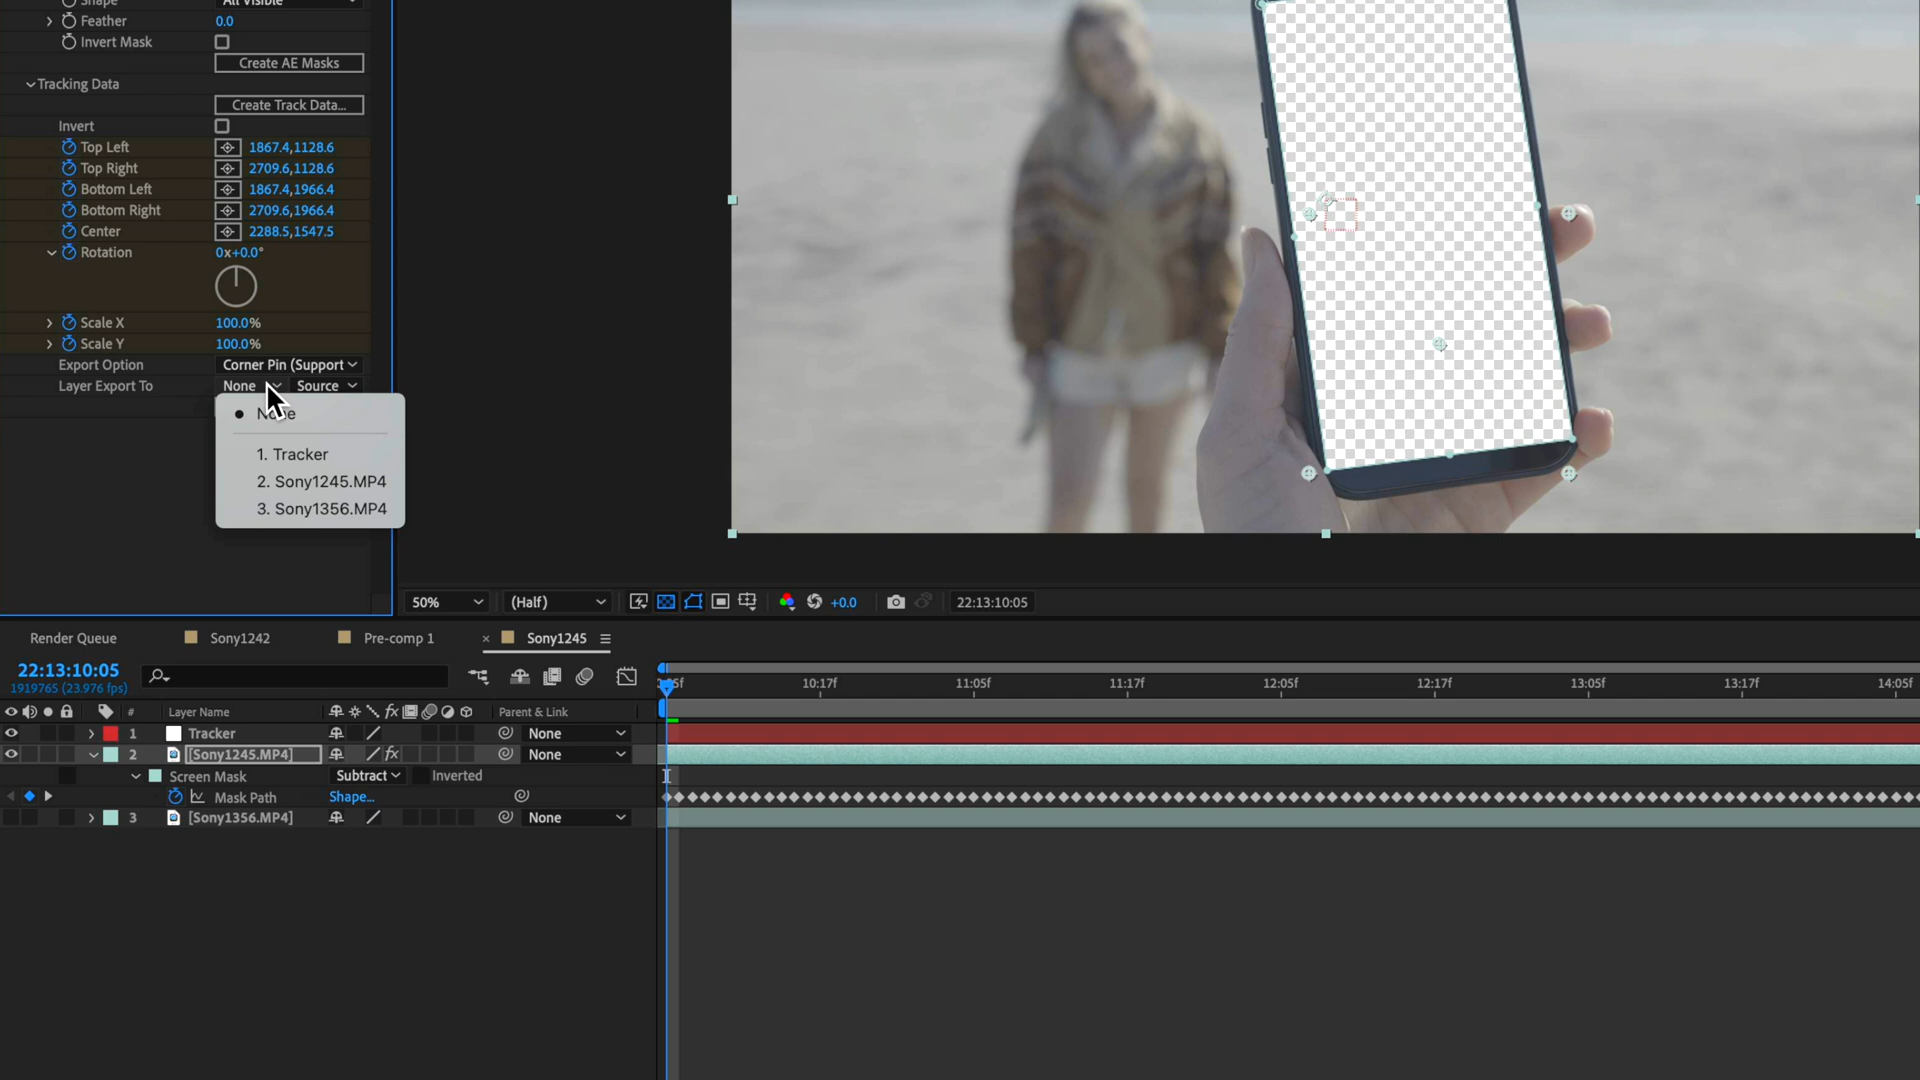 Shape All Visible
Feather 0.0
Invert Mask
Create AE Masks
Tracking Data
Create Track Data...
Invert
Top Left 1867.4,1128.6
Top Right 2709.6,1128.6
Bottom Left 1867.4,1966.4
Bottom Right 2709.6,1966.4
Center 2288.5,1547.5
Rotation 0x+0.0°
Scale X 100.0%
Scale Y 100.0%
Export Option Corner Pin (Support
Layer Export To None Source
None
1. Tracker
2. Sony1245.MP4
3. Sony1356.MP4
50% (Half) +0.0 22:13:10:05
Render Queue Sony1242 Pre-comp 1 × Sony1245
22:13:10:05
1919765 (23.976 fps)
10:17f 11:05f 11:17f 12:05f 12:17f 13:05f 13:17f 14:05f
# Layer Name fx Parent & Link
1 Tracker None
2 [Sony1245.MP4] fx None
Screen Mask Subtract Inverted
Mask Path Shape...
3 [Sony1356.MP4] None